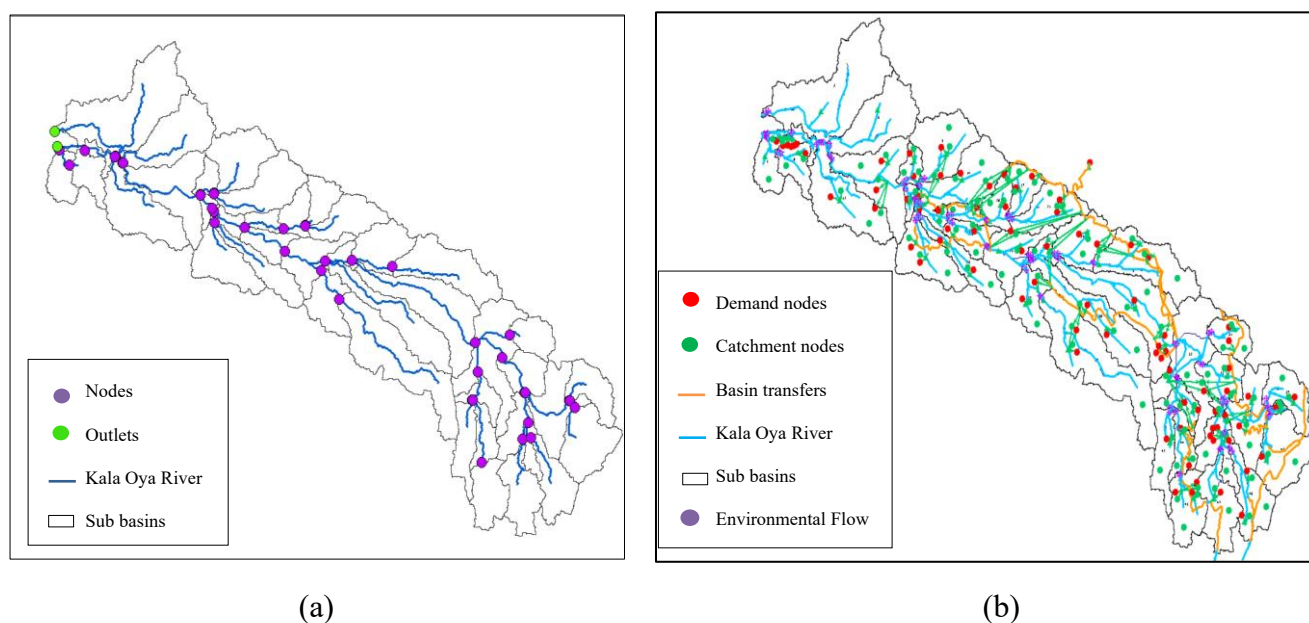 Nodes
Outlets
Kala Oya River
Sub basins
Demand nodes
Catchment nodes
Basin transfers
Kala Oya River
Sub basins
Environmental Flow
(a)
(b)